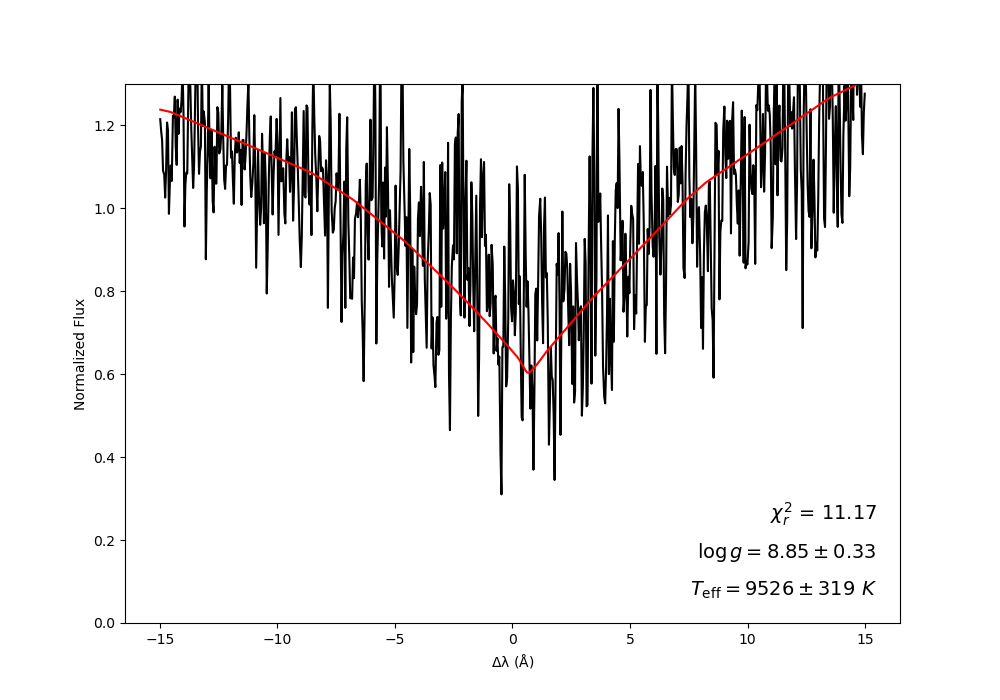 Normalized Flux
1.2
1.0
0.8
0.6
0.4
0.2
0.0
χ²ᵣ = 11.17
log g = 8.85 ± 0.33
T_eff = 9526 ± 319 K
−15
−10
−5
0
5
10
15
Δλ (Å)